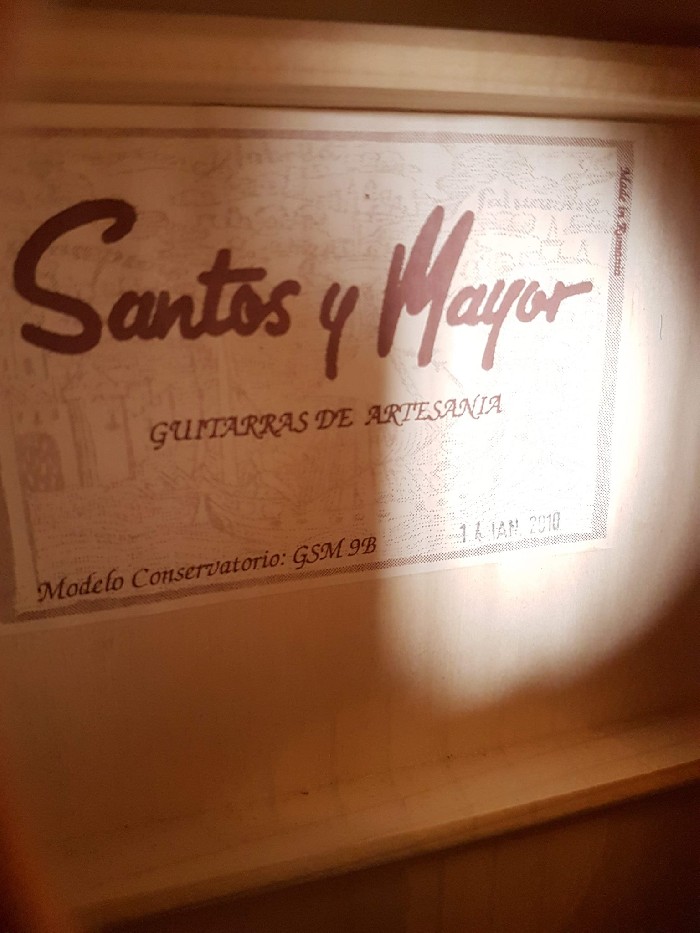 Santos y Mayor
Made in Romania
GUITARRAS DE ARTESANIA
14 JAN 2010
Modelo Conservatorio: GSM 9B